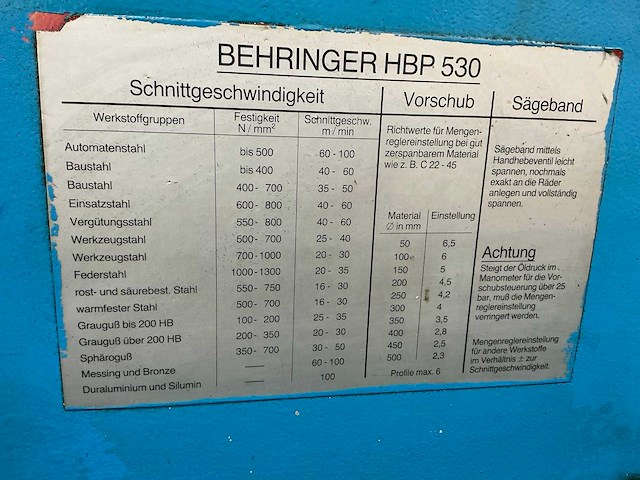 BEHRINGER HBP 530
Schnittgeschwindigkeit
Werkstoffgruppen Festigkeit Schnittgeschw.
N / mm² m / min
Automatenstahl bis 500 60 - 100
Baustahl bis 400 40 - 60
Baustahl 400 - 700 35 - 50
Einsatzstahl 600 - 800 40 - 60
Vergütungsstahl 550 - 800 40 - 60
Werkzeugstahl 500 - 700 25 - 40
Werkzeugstahl 700 - 1000 20 - 30
Federstahl 1000 - 1300 20 - 35
rost- und säurebest. Stahl 550 - 750 16 - 30
warmfester Stahl 500 - 700 16 - 30
Grauguß bis 200 HB 100 - 200 25 - 35
Grauguß über 200 HB 200 - 350 20 - 30
Sphäroguß 350 - 700 30 - 50
Messing und Bronze — 60 - 100
Duraluminium und Silumin — 100
Vorschub
Richtwerte für Mengen-
reglereinstellung bei gut
zerspanbarem Material
wie z. B. C 22 - 45
Material Einstellung
∅ in mm
50 6,5
100 6
150 5
200 4,5
250 4,2
300 4
350 3,5
400 2,8
450 2,5
500 2,3
Profile max. 6
Sägeband
Sägeband mittels
Handhebeventil leicht
spannen, nochmals
exakt an die Räder
anlegen und vollständig
spannen.
Achtung
Steigt der Öldruck im
Manometer für die Vor-
schubsteuerung über 25
bar, muß die Mengen-
reglereinstellung
verringert werden.
Mengenreglereinstellung
für andere Werkstoffe
im Verhältnis ± zur
Schnittgeschwindigkeit.